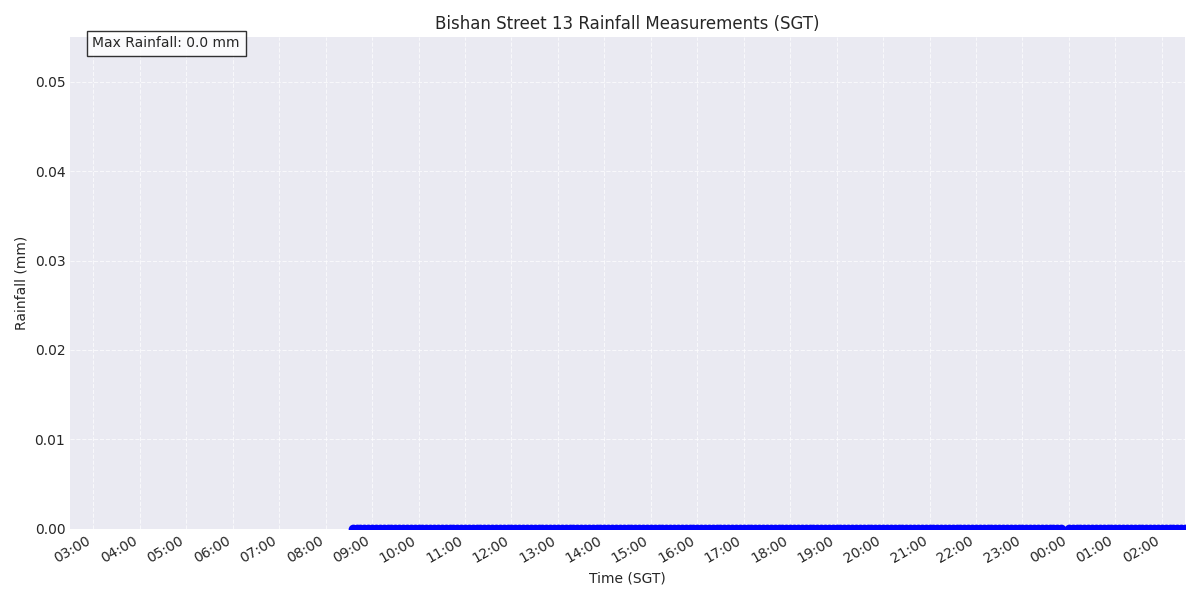 Bishan Street 13 Rainfall Measurements (SGT)
Max Rainfall: 0.0 mm
0.05
0.04
0.03
0.02
0.01
0.00
Rainfall (mm)
03:00 04:00 05:00 06:00 07:00 08:00 09:00 10:00 11:00 12:00 13:00 14:00 15:00 16:00 17:00 18:00 19:00 20:00 21:00 22:00 23:00 00:00 01:00 02:00
Time (SGT)